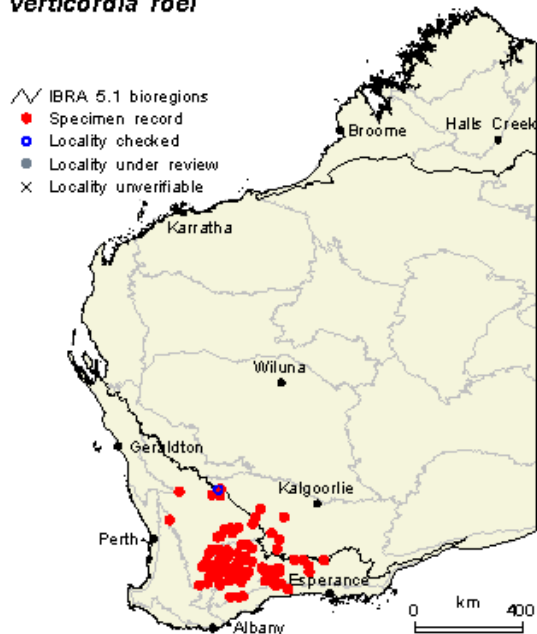 Verticordia roei
IBRA 5.1 bioregions
Specimen record
Locality checked
Locality under review
Locality unverifiable
Broome
Halls Creek
Karratha
Wiluna
Geraldton
Kalgoorlie
Perth
Esperance
Albany
0 km 400